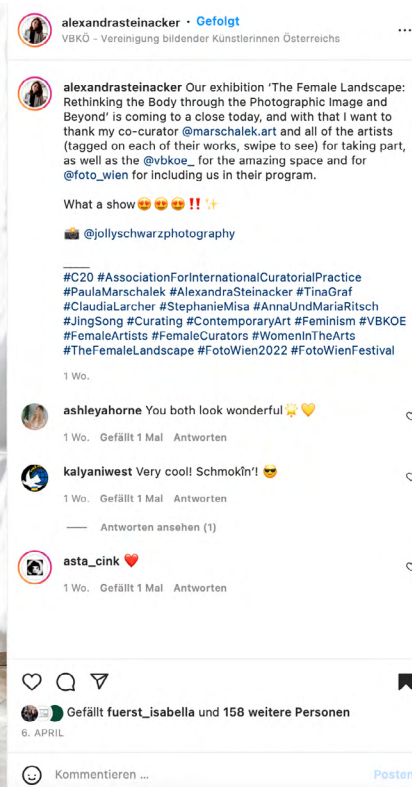 alexandrasteinacker • Gefolgt
VBKÖ - Vereinigung bildender Künstlerinnen Österreichs
alexandrasteinacker Our exhibition ‘The Female Landscape:
Rethinking the Body through the Photographic Image and
Beyond’ is coming to a close today, and with that I want to
thank my co-curator @marschalek.art and all of the artists
(tagged on each of their works, swipe to see) for taking part,
as well as the @vbkoe_ for the amazing space and for
@foto_wien for including us in their program.
What a show😍😍😍‼️✨
📸 @jollyschwarzphotography
_____
#C20 #AssociationForInternationalCuratorialPractice
#PaulaMarschalek #AlexandraSteinacker #TinaGraf
#ClaudiaLarcher #StephanieMisa #AnnaUndMariaRitsch
#JingSong #Curating #ContemporaryArt #Feminism #VBKOE
#FemaleArtists #FemaleCurators #WomenInTheArts
#TheFemaleLandscape #FotoWien2022 #FotoWienFestival
1 Wo.
ashleyahorne You both look wonderful🌟💛
1 Wo. Gefällt 1 Mal Antworten
kalyaniwest Very cool! Schmokîn’! 😎
1 Wo. Gefällt 1 Mal Antworten
Antworten ansehen (1)
asta_cink ❤️
1 Wo. Gefällt 1 Mal Antworten
Gefällt fuerst_isabella und 158 weitere Personen
6. APRIL
Kommentieren ...
Posten